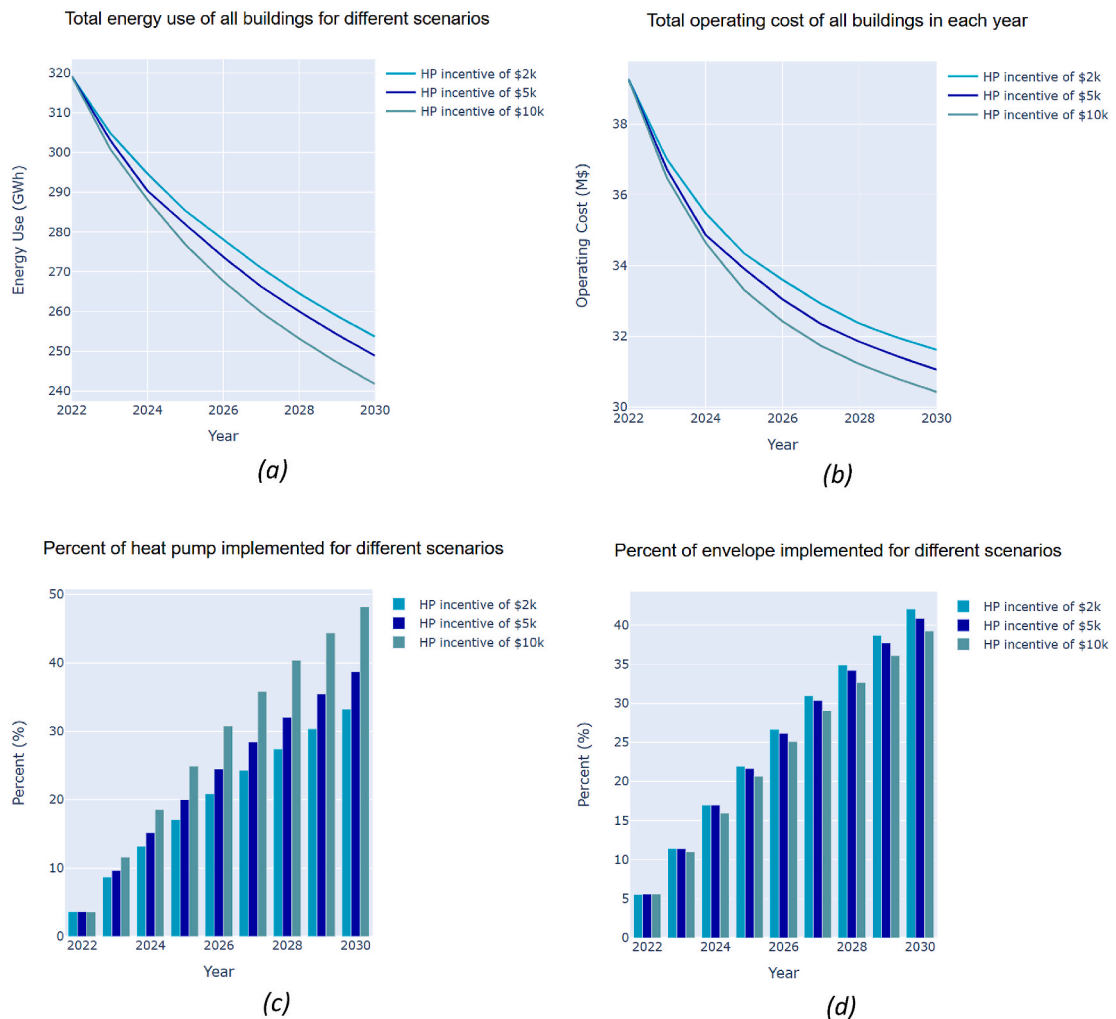 Total energy use of all buildings for different scenarios
320
310
300
290
280
270
260
250
240
Energy Use (GWh)
2022
2024
2026
2028
2030
Year
HP incentive of $2k
HP incentive of $5k
HP incentive of $10k
(a)
Total operating cost of all buildings in each year
38
36
34
32
30
Operating Cost (M$)
2022
2024
2026
2028
2030
Year
HP incentive of $2k
HP incentive of $5k
HP incentive of $10k
(b)
Percent of heat pump implemented for different scenarios
50
40
30
20
10
0
Percent (%)
2022
2024
2026
2028
2030
Year
HP incentive of $2k
HP incentive of $5k
HP incentive of $10k
(c)
Percent of envelope implemented for different scenarios
40
35
30
25
20
15
10
5
0
Percent (%)
2022
2024
2026
2028
2030
Year
HP incentive of $2k
HP incentive of $5k
HP incentive of $10k
(d)